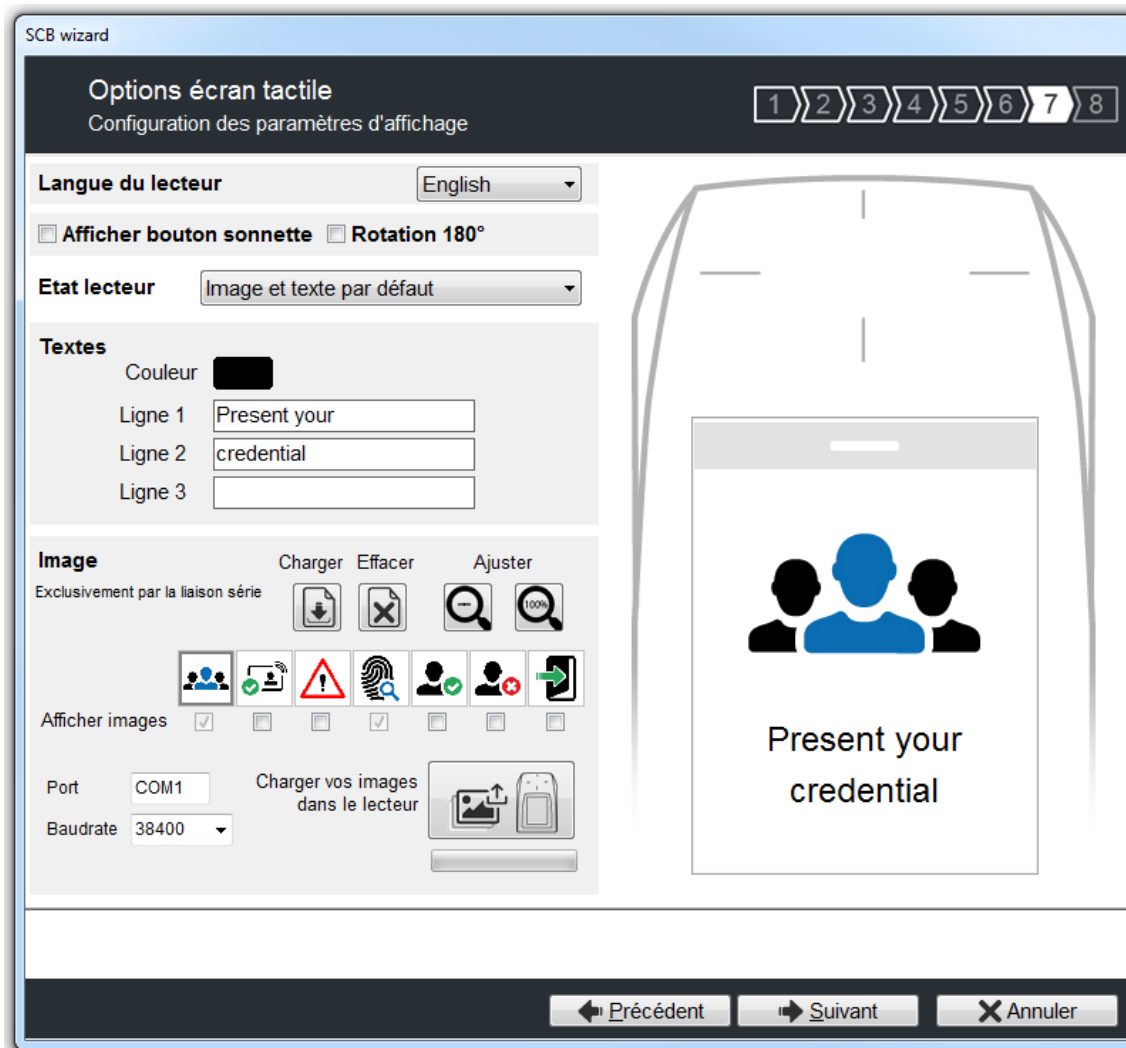 SCB wizard
Options écran tactile
Configuration des paramètres d'affichage
1 2 3 4 5 6 7 8
Langue du lecteur English
Afficher bouton sonnette Rotation 180°
Etat lecteur Image et texte par défaut
Textes
Couleur
Ligne 1 Present your
Ligne 2 credential
Ligne 3
Image Charger Effacer Ajuster
Exclusivement par la liaison série
100%
Afficher images
Port COM1
Baudrate 38400
Charger vos images
dans le lecteur
Present your
credential
Précédent Suivant Annuler